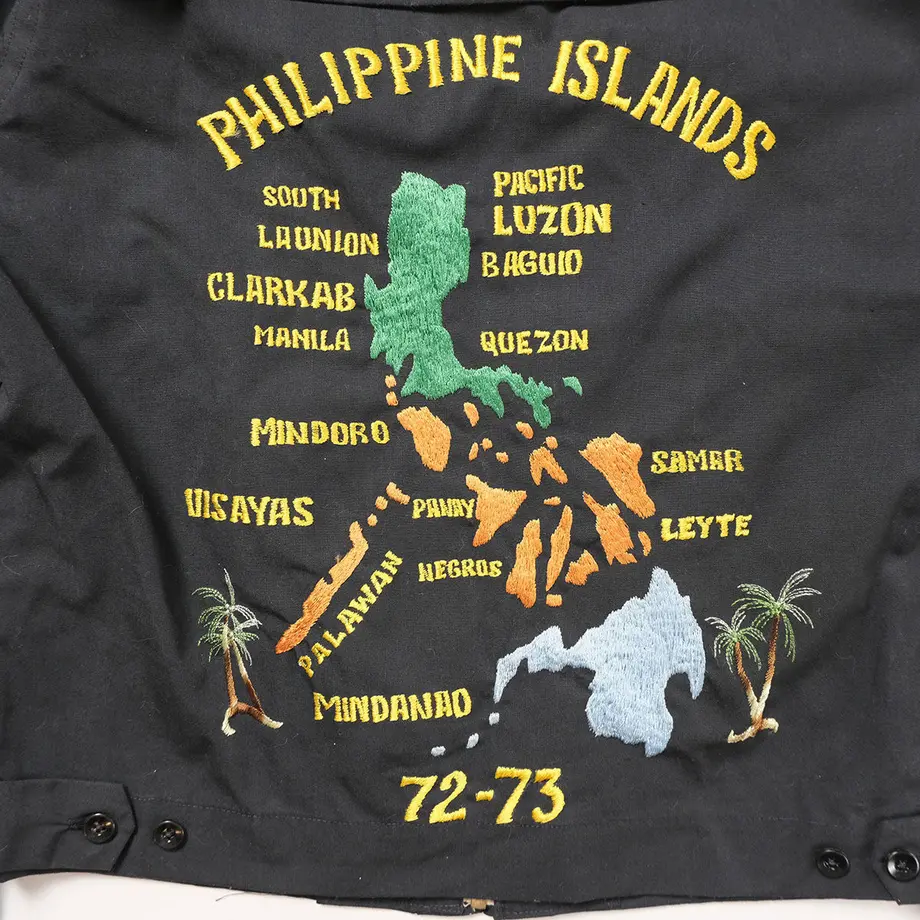 PHILIPPINE ISLANDS
SOUTH
PACIFIC
LAUNION
LUZON
BAGUIO
CLARKAB
MANILA
QUEZON
MINDORO
SAMAR
VISAYAS
PANAY
LEYTE
NEGROS
PALAWAN
MINDANAO
72-73